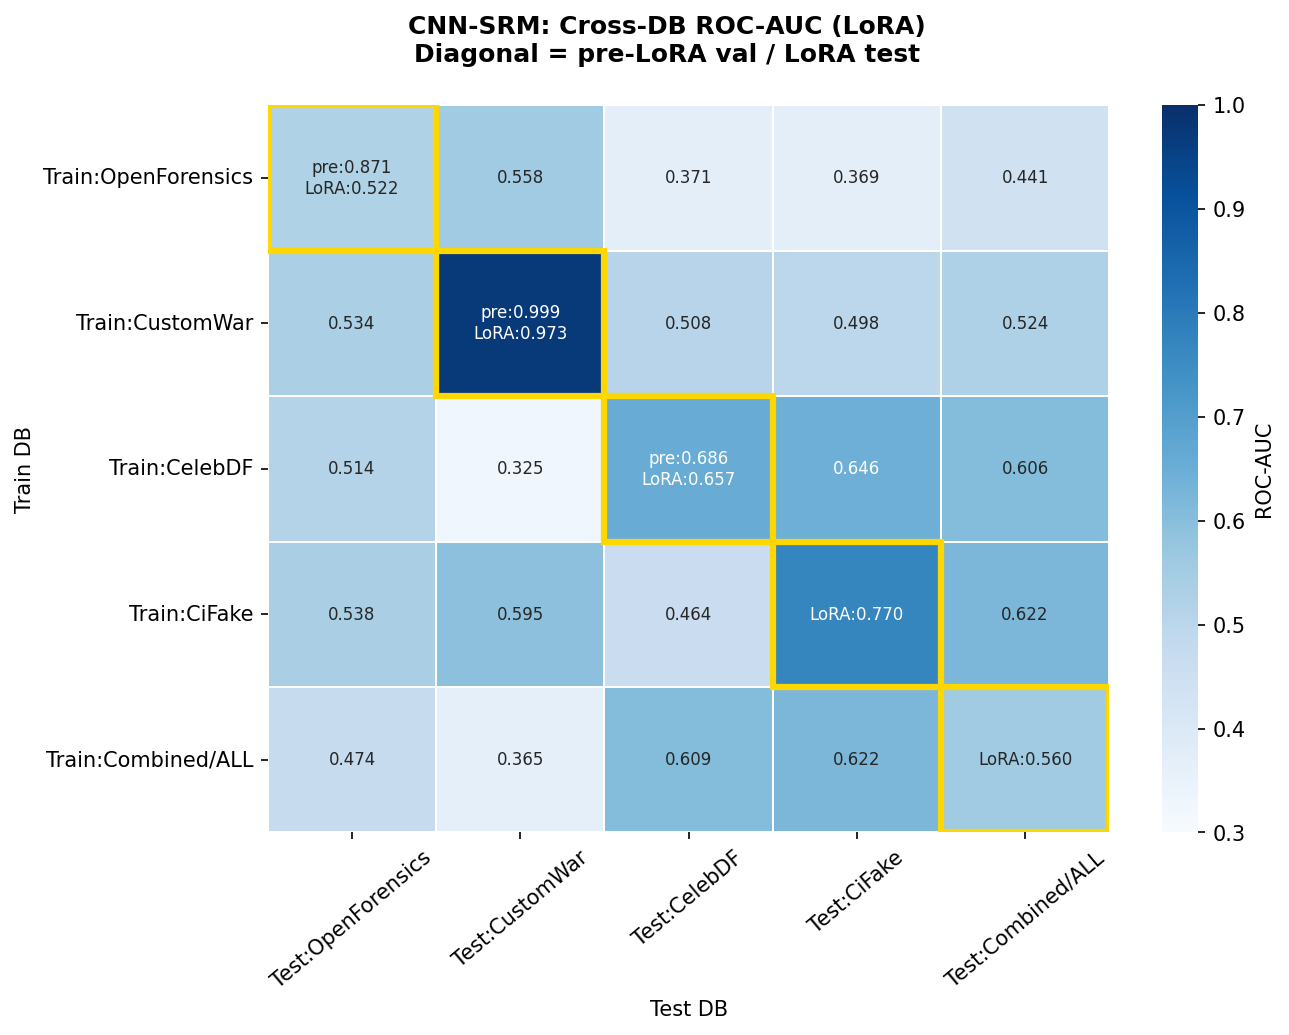 CNN-SRM: Cross-DB ROC-AUC (LoRA)
Diagonal = pre-LoRA val / LoRA test
Train DB
Train:OpenForensics
pre:0.871
LoRA:0.522
0.558
0.371
0.369
0.441
Train:CustomWar
0.534
pre:0.999
LoRA:0.973
0.508
0.498
0.524
Train:CelebDF
0.514
0.325
pre:0.686
LoRA:0.657
0.646
0.606
Train:CiFake
0.538
0.595
0.464
LoRA:0.770
0.622
Train:Combined/ALL
0.474
0.365
0.609
0.622
LoRA:0.560
Test:OpenForensics
Test:CustomWar
Test:CelebDF
Test:CiFake
Test:Combined/ALL
Test DB
1.0
0.9
0.8
0.7
0.6
0.5
0.4
0.3
ROC-AUC